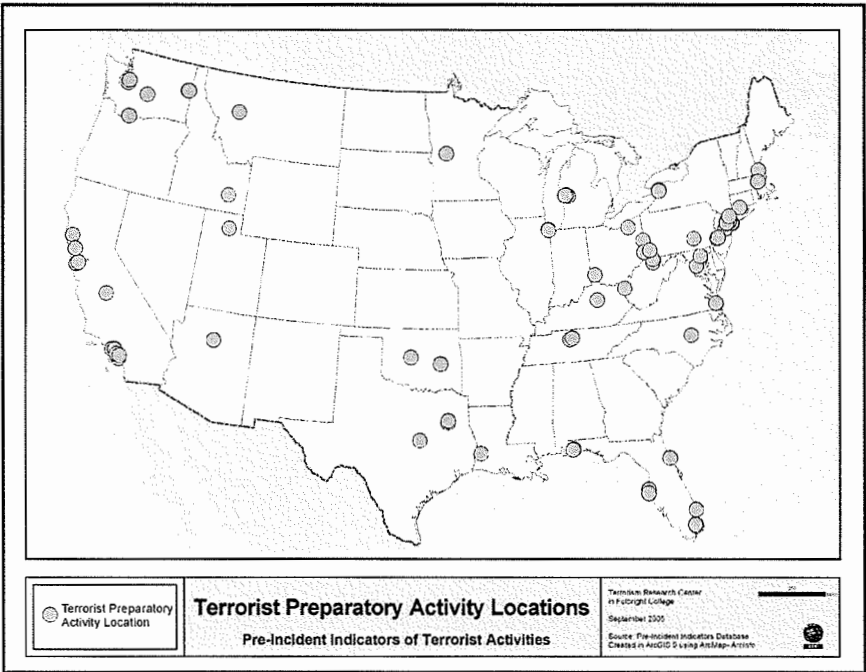 Terrorist Preparatory
Activity Location
Terrorist Preparatory Activity Locations
Pre-Incident Indicators of Terrorist Activities
Terrorism Research Center
in Fulbright College
September 2005
Source: Pre-Incident Indicators Database
Created in ArcGIS 9 using ArcMap-